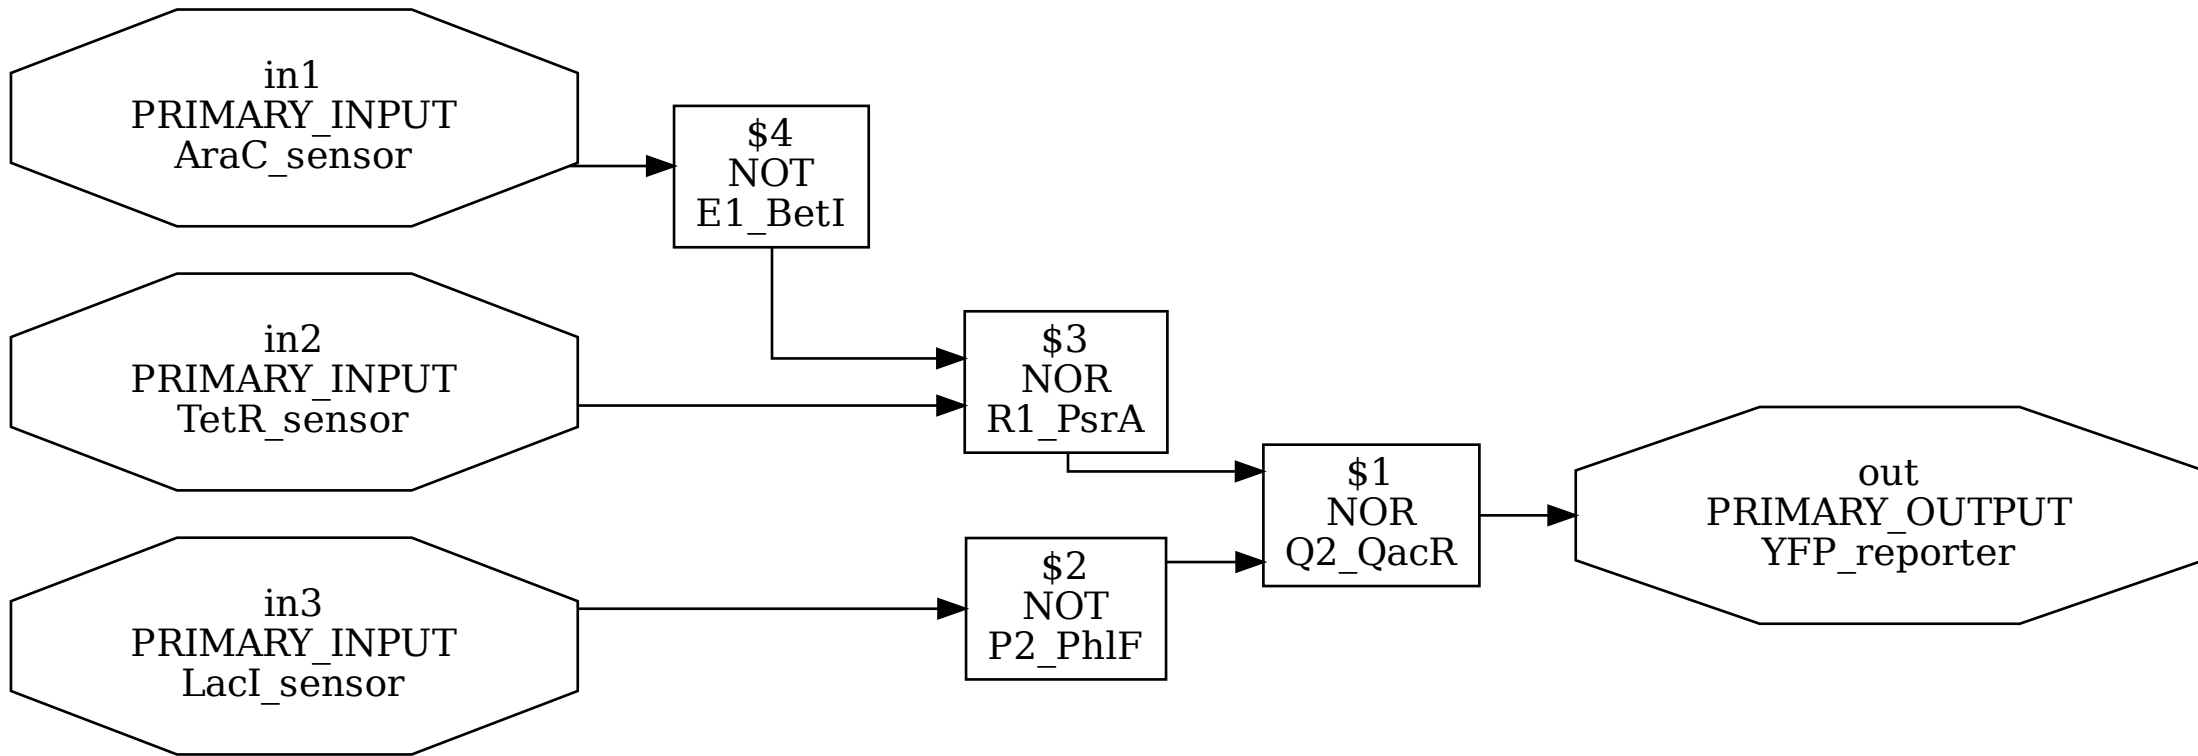 in1
PRIMARY_INPUT
AraC_sensor
$4
NOT
E1_BetI
in2
PRIMARY_INPUT
TetR_sensor
$3
NOR
R1_PsrA
in3
PRIMARY_INPUT
LacI_sensor
$2
NOT
P2_PhlF
$1
NOR
Q2_QacR
out
PRIMARY_OUTPUT
YFP_reporter